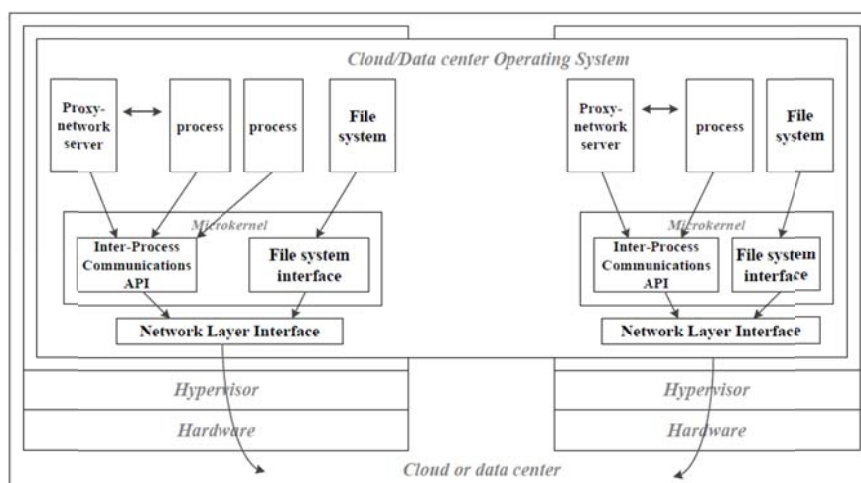 Cloud/Data center Operating System
Proxy-
network
server
process
process
File
system
Microkernel
Inter-Process
Communications
API
File system
interface
Network Layer Interface
Hypervisor
Hardware
Proxy-
network
server
process
File
system
Microkernel
Inter-Process
Communications
API
File system
interface
Network Layer Interface
Hypervisor
Hardware
Cloud or data center